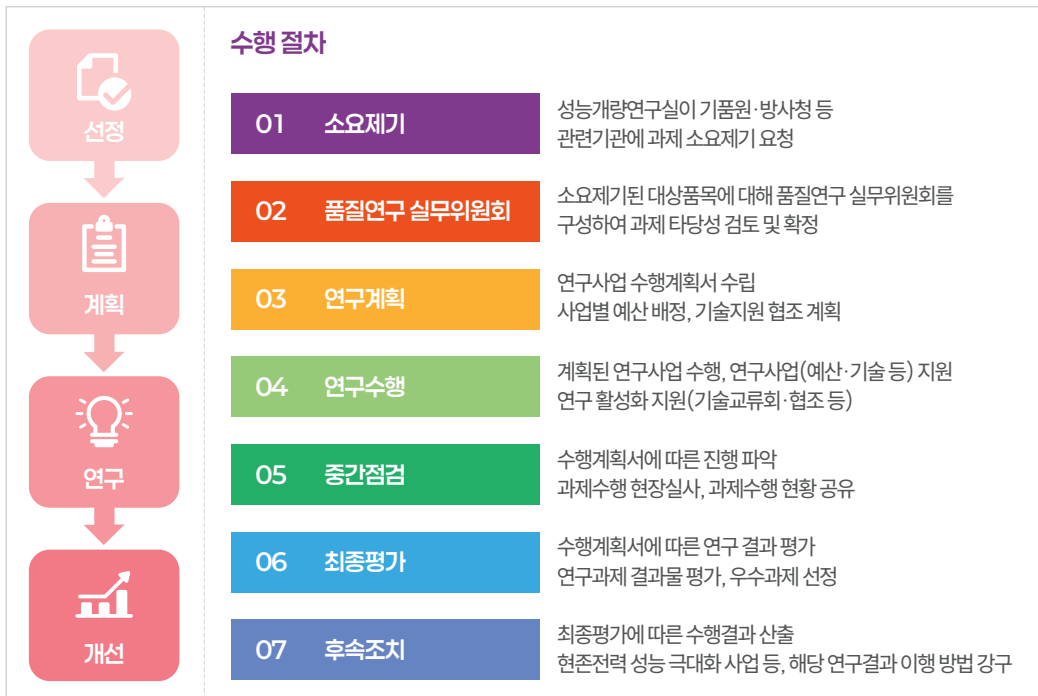 선정
계획
연구
개선
수행 절차
01 소요제기
성능개량연구실이 기품원·방사청 등
관련기관에 과제 소요제기 요청
02 품질연구 실무위원회
소요제기된 대상품목에 대해 품질연구 실무위원회를
구성하여 과제 타당성 검토 및 확정
03 연구계획
연구사업 수행계획서 수립
사업별 예산 배정, 기술지원 협조 계획
04 연구수행
계획된 연구사업 수행, 연구사업(예산·기술 등) 지원
연구 활성화 지원(기술교류회·협조 등)
05 중간점검
수행계획서에 따른 진행 파악
과제수행 현장실사, 과제수행 현황 공유
06 최종평가
수행계획서에 따른 연구 결과 평가
연구과제 결과물 평가, 우수과제 선정
07 후속조치
최종평가에 따른 수행결과 산출
현존전력 성능 극대화 사업 등, 해당 연구결과 이행 방법 강구